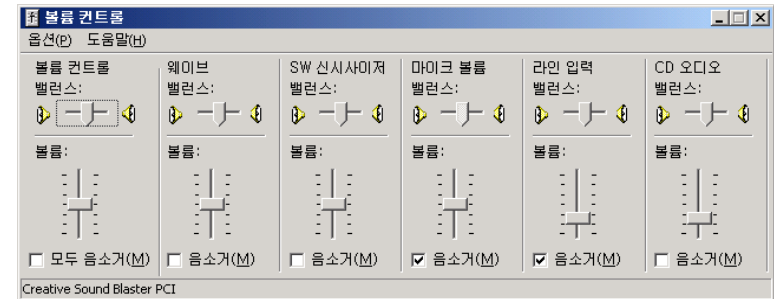 볼륨 컨트롤
옵션(P) 도움말(H)
볼륨 컨트롤 웨이브 SW 신시사이저 마이크 볼륨 라인 입력 CD 오디오
밸런스: 밸런스: 밸런스: 밸런스: 밸런스: 밸런스:
볼륨: 볼륨: 볼륨: 볼륨: 볼륨: 볼륨:
모두 음소거(M) 음소거(M) 음소거(M) 음소거(M) 음소거(M) 음소거(M)
Creative Sound Blaster PCI